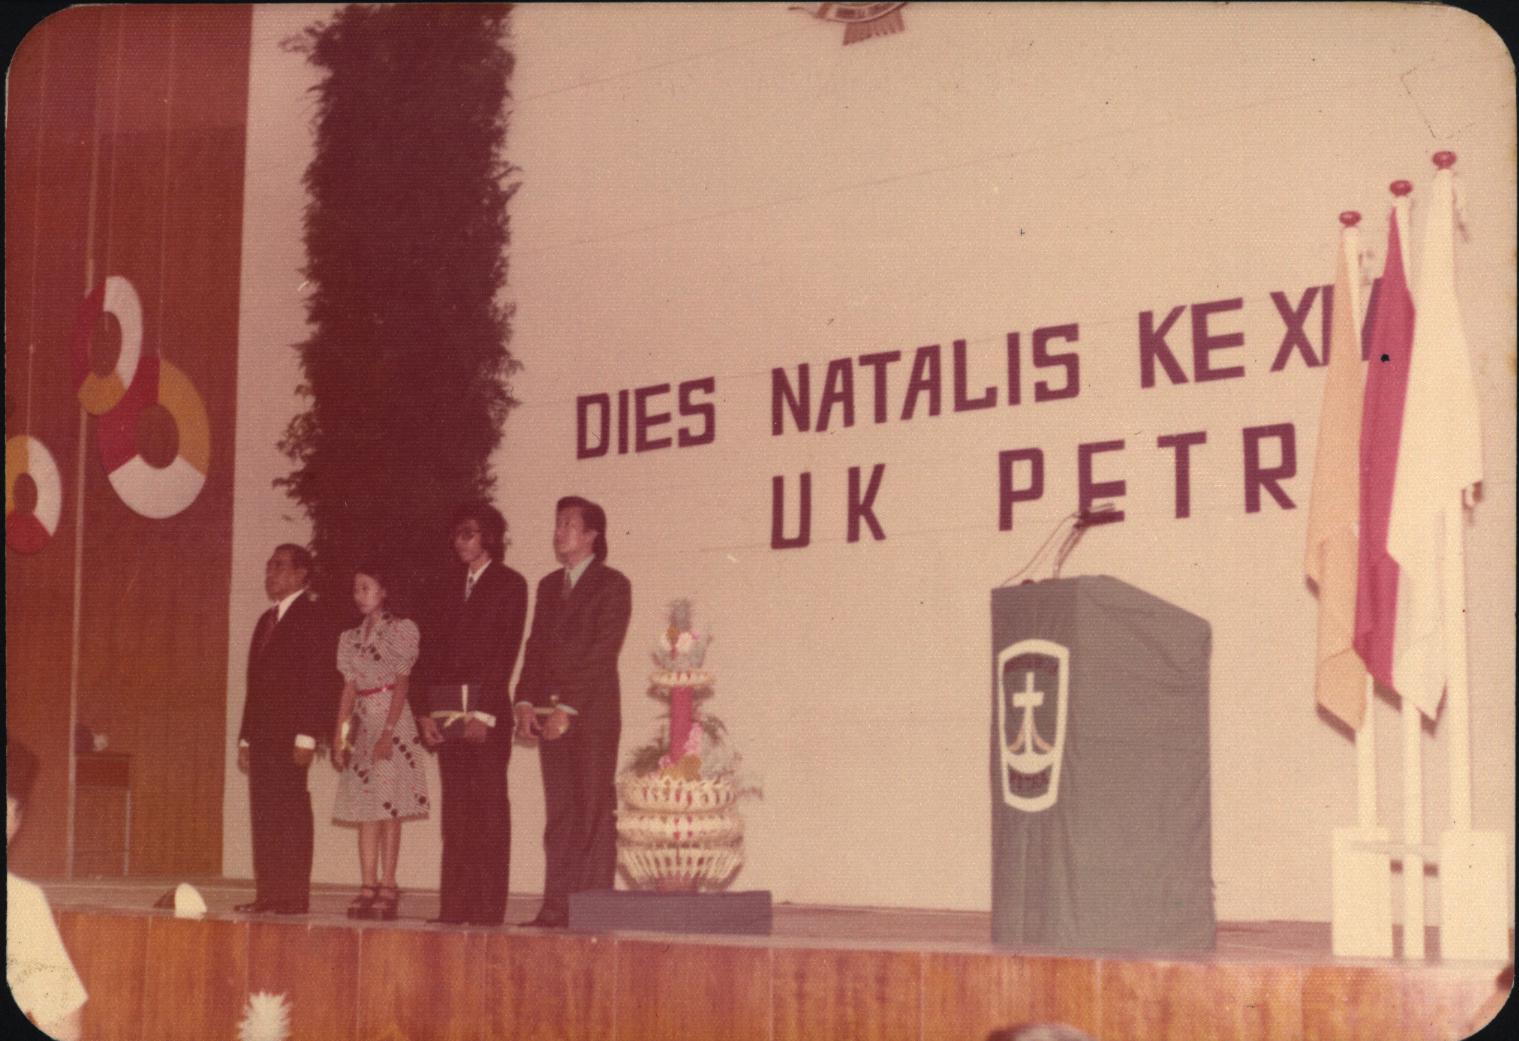 DIES NATALIS KE XI
UK PETR